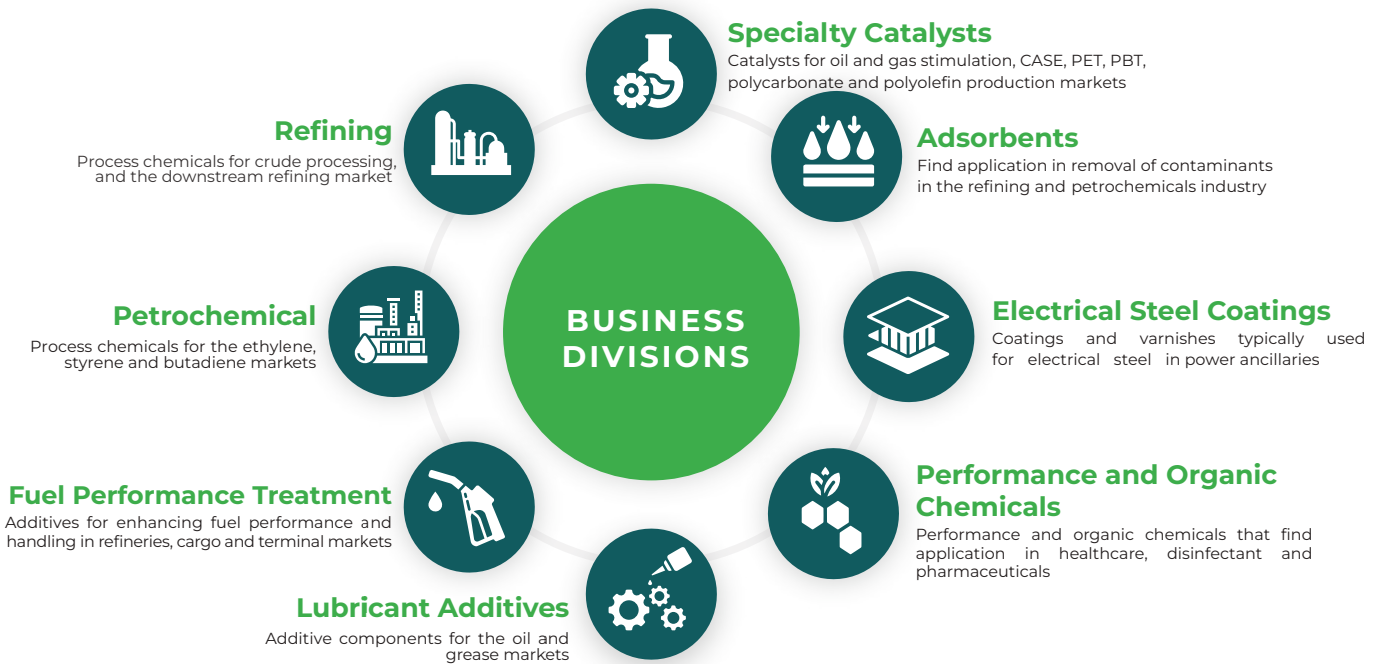 Specialty Catalysts
Catalysts for oil and gas stimulation, CASE, PET, PBT,
polycarbonate and polyolefin production markets
Refining
Process chemicals for crude processing,
and the downstream refining market
Adsorbents
Find application in removal of contaminants
in the refining and petrochemicals industry
BUSINESS
DIVISIONS
Petrochemical
Process chemicals for the ethylene,
styrene and butadiene markets
Electrical Steel Coatings
Coatings and varnishes typically used
for electrical steel in power ancillaries
Fuel Performance Treatment
Additives for enhancing fuel performance and
handling in refineries, cargo and terminal markets
Performance and Organic
Chemicals
Performance and organic chemicals that find
application in healthcare, disinfectant and
pharmaceuticals
Lubricant Additives
Additive components for the oil and
grease markets